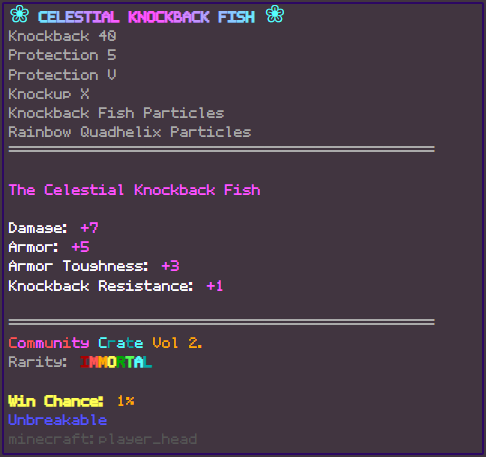 ❀ CELESTIAL KNOCKBACK FISH ❀
Knockback 40
Protection 5
Protection V
Knockup X
Knockback Fish Particles
Rainbow Quadhelix Particles
The Celestial Knockback Fish
Damage: +7
Armor: +5
Armor Toughness: +3
Knockback Resistance: +1
Community Crate Vol 2.
Rarity: IMMORTAL
Win Chance: 1%
Unbreakable
minecraft:player_head